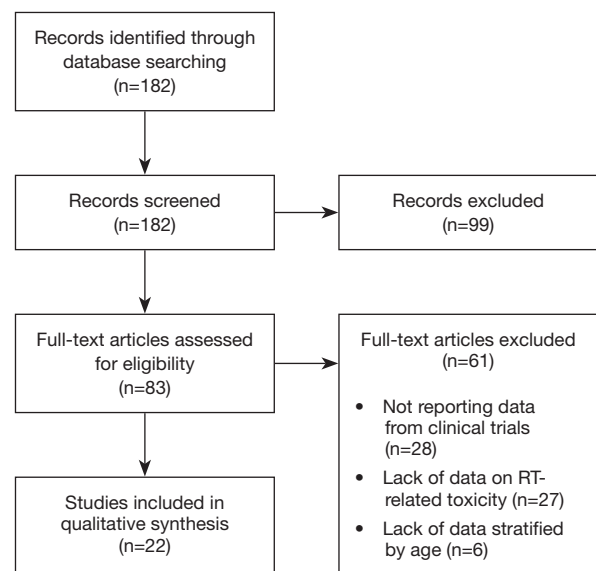 Records identified through
database searching
(n=182)
Records screened
(n=182)
Records excluded
(n=99)
Full-text articles assessed
for eligibility
(n=83)
Full-text articles excluded
(n=61)
• Not reporting data
from clinical trials
(n=28)
• Lack of data on RT-
related toxicity (n=27)
• Lack of data stratified
by age (n=6)
Studies included in
qualitative synthesis
(n=22)